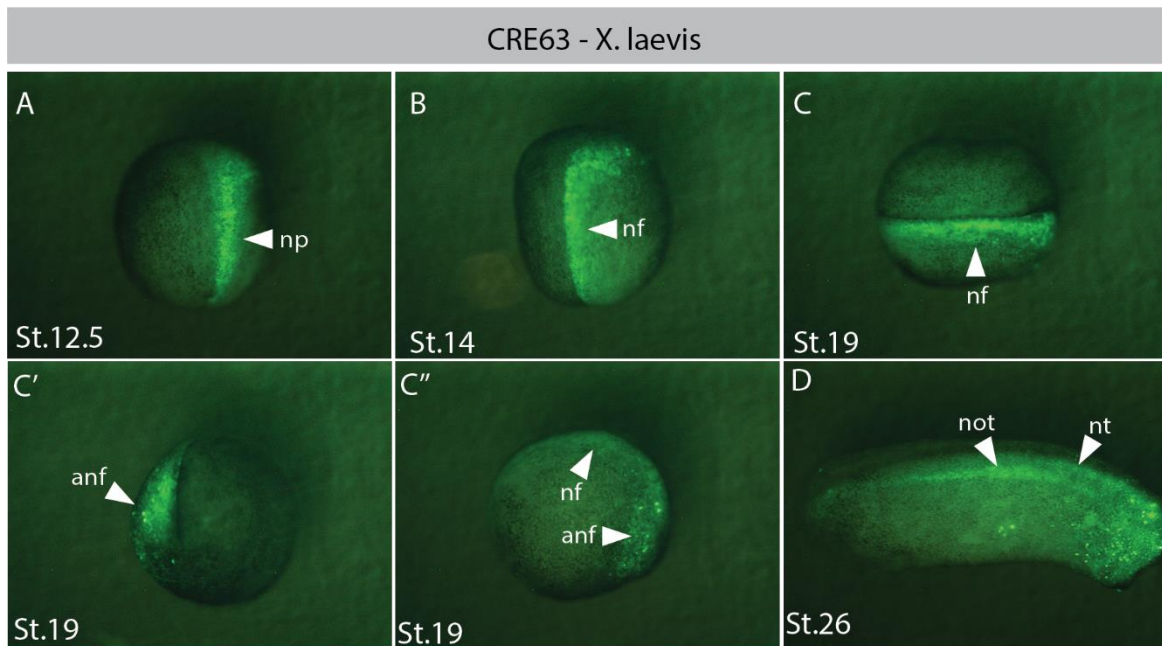 CRE63 - X. laevis
A
np
St.12.5
B
nf
St.14
C
nf
St.19
C'
anf
St.19
C"
nf
anf
St.19
D
not
nt
St.26